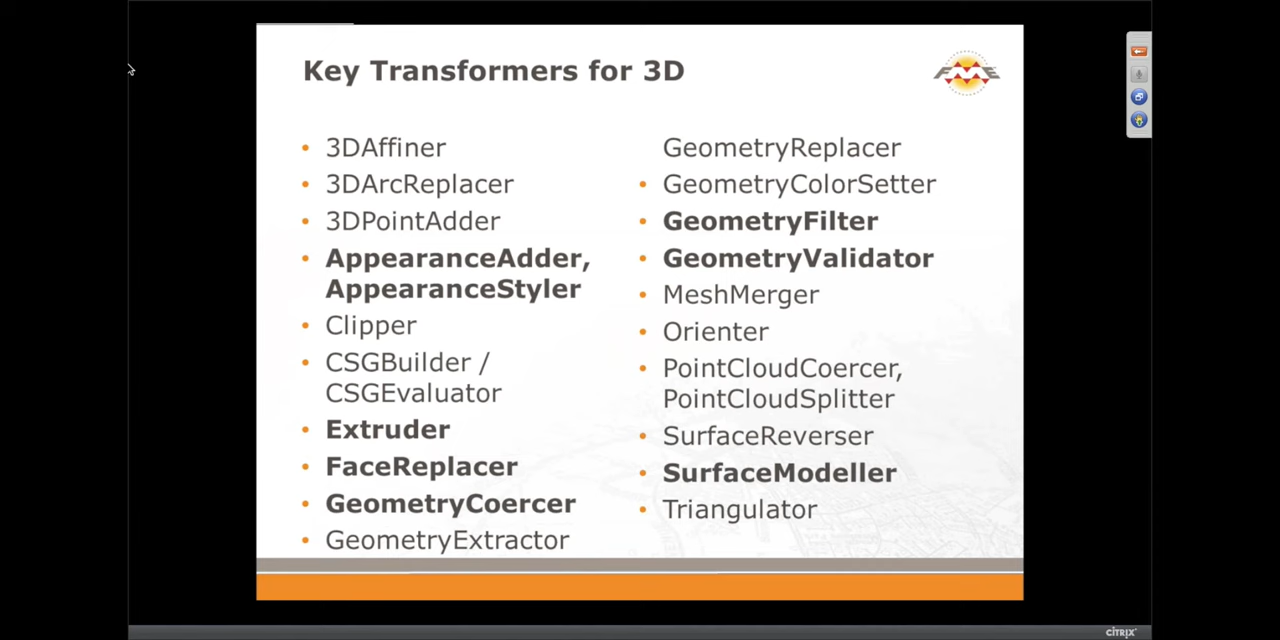 Key Transformers for 3D
FME
• 3DAffiner
• 3DArcReplacer
• 3DPointAdder
• AppearanceAdder,
AppearanceStyler
• Clipper
• CSGBuilder /
CSGEvaluator
• Extruder
• FaceReplacer
• GeometryCoercer
• GeometryExtractor
GeometryReplacer
• GeometryColorSetter
• GeometryFilter
• GeometryValidator
• MeshMerger
• Orienter
• PointCloudCoercer,
PointCloudSplitter
• SurfaceReverser
• SurfaceModeller
• Triangulator
CITRIX